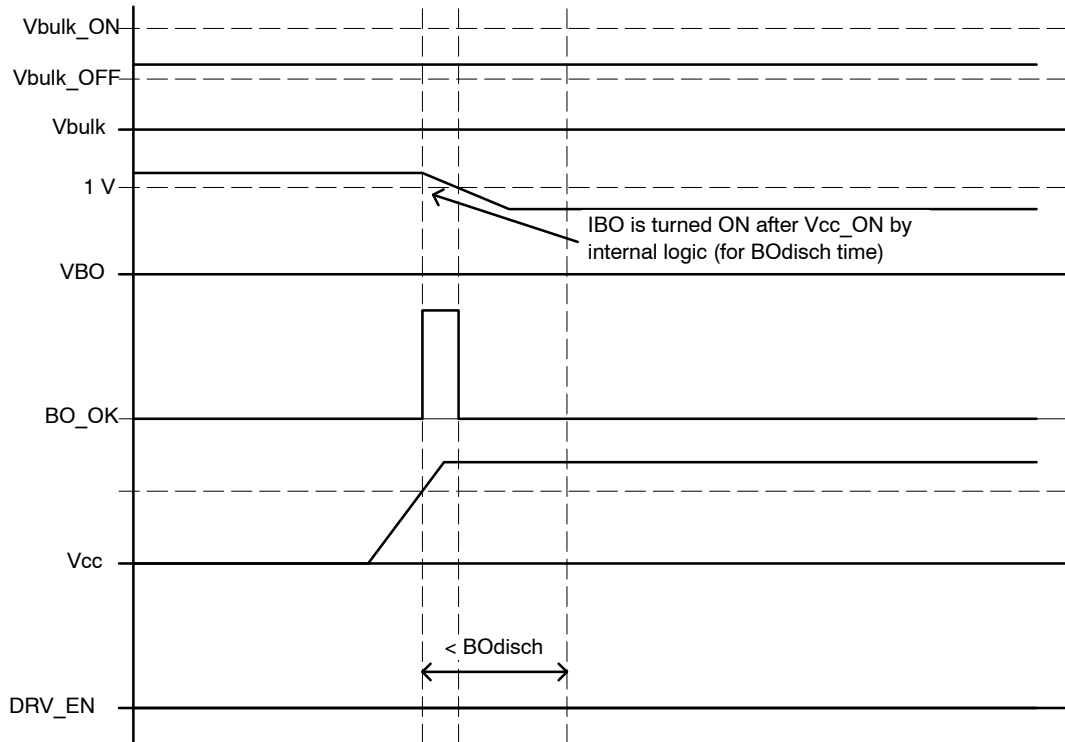 Vbulk_ON
Vbulk_OFF
Vbulk
1 V
IBO is turned ON after Vcc_ON by
internal logic (for BOdisch time)
VBO
BO_OK
Vcc
< BOdisch
DRV_EN